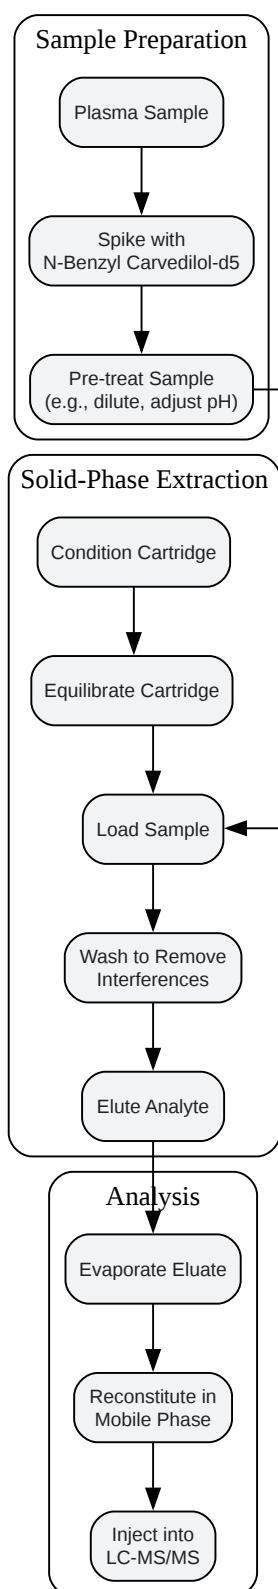 Sample Preparation
Plasma Sample
Spike with
N-Benzyl Carvedilol-d5
Pre-treat Sample
(e.g., dilute, adjust pH)
Solid-Phase Extraction
Condition Cartridge
Equilibrate Cartridge
Load Sample
Wash to Remove
Interferences
Elute Analyte
Analysis
Evaporate Eluate
Reconstitute in
Mobile Phase
Inject into
LC-MS/MS